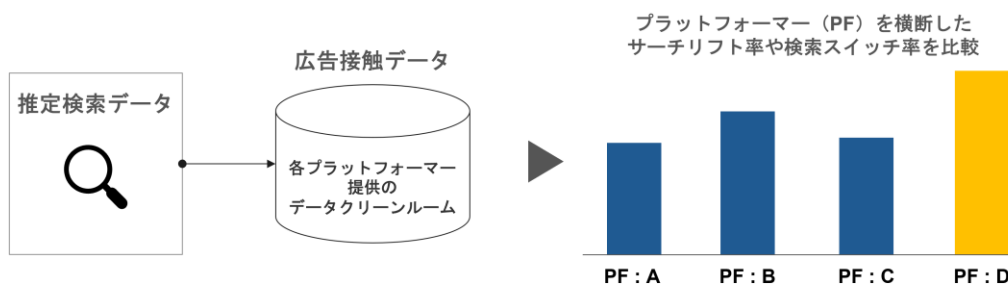 推定検索データ
広告接触データ
各プラットフォーマー
提供の
データクリーンルーム
プラットフォーマー（PF）を横断した
サーチリフト率や検索スイッチ率を比較
PF : A
PF : B
PF : C
PF : D